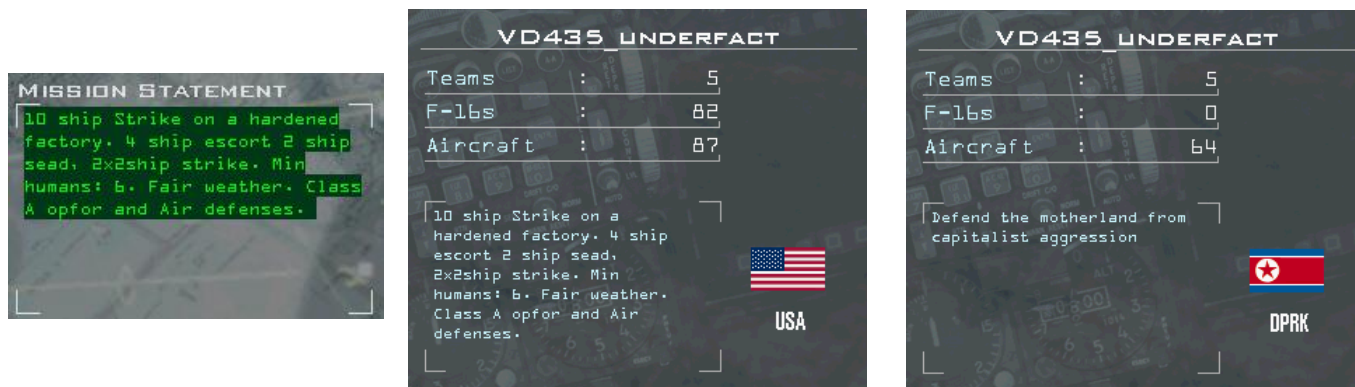 MISSION STATEMENT
10 ship Strike on a hardened
factory. 4 ship escort 2 ship
sead, 2x2ship strike. Min
humans: 6. Fair weather. Class
A opfor and Air defenses.
VD435_UNDERFACT
Teams : 5
F-16s : 82
Aircraft : 87
10 ship Strike on a
hardened factory. 4 ship
escort 2 ship sead,
2x2ship strike. Min
humans: 6. Fair weather.
Class A opfor and Air
defenses.
USA
VD435_UNDERFACT
Teams : 5
F-16s : 0
Aircraft : 64
Defend the motherland from
capitalist aggression
DPRK